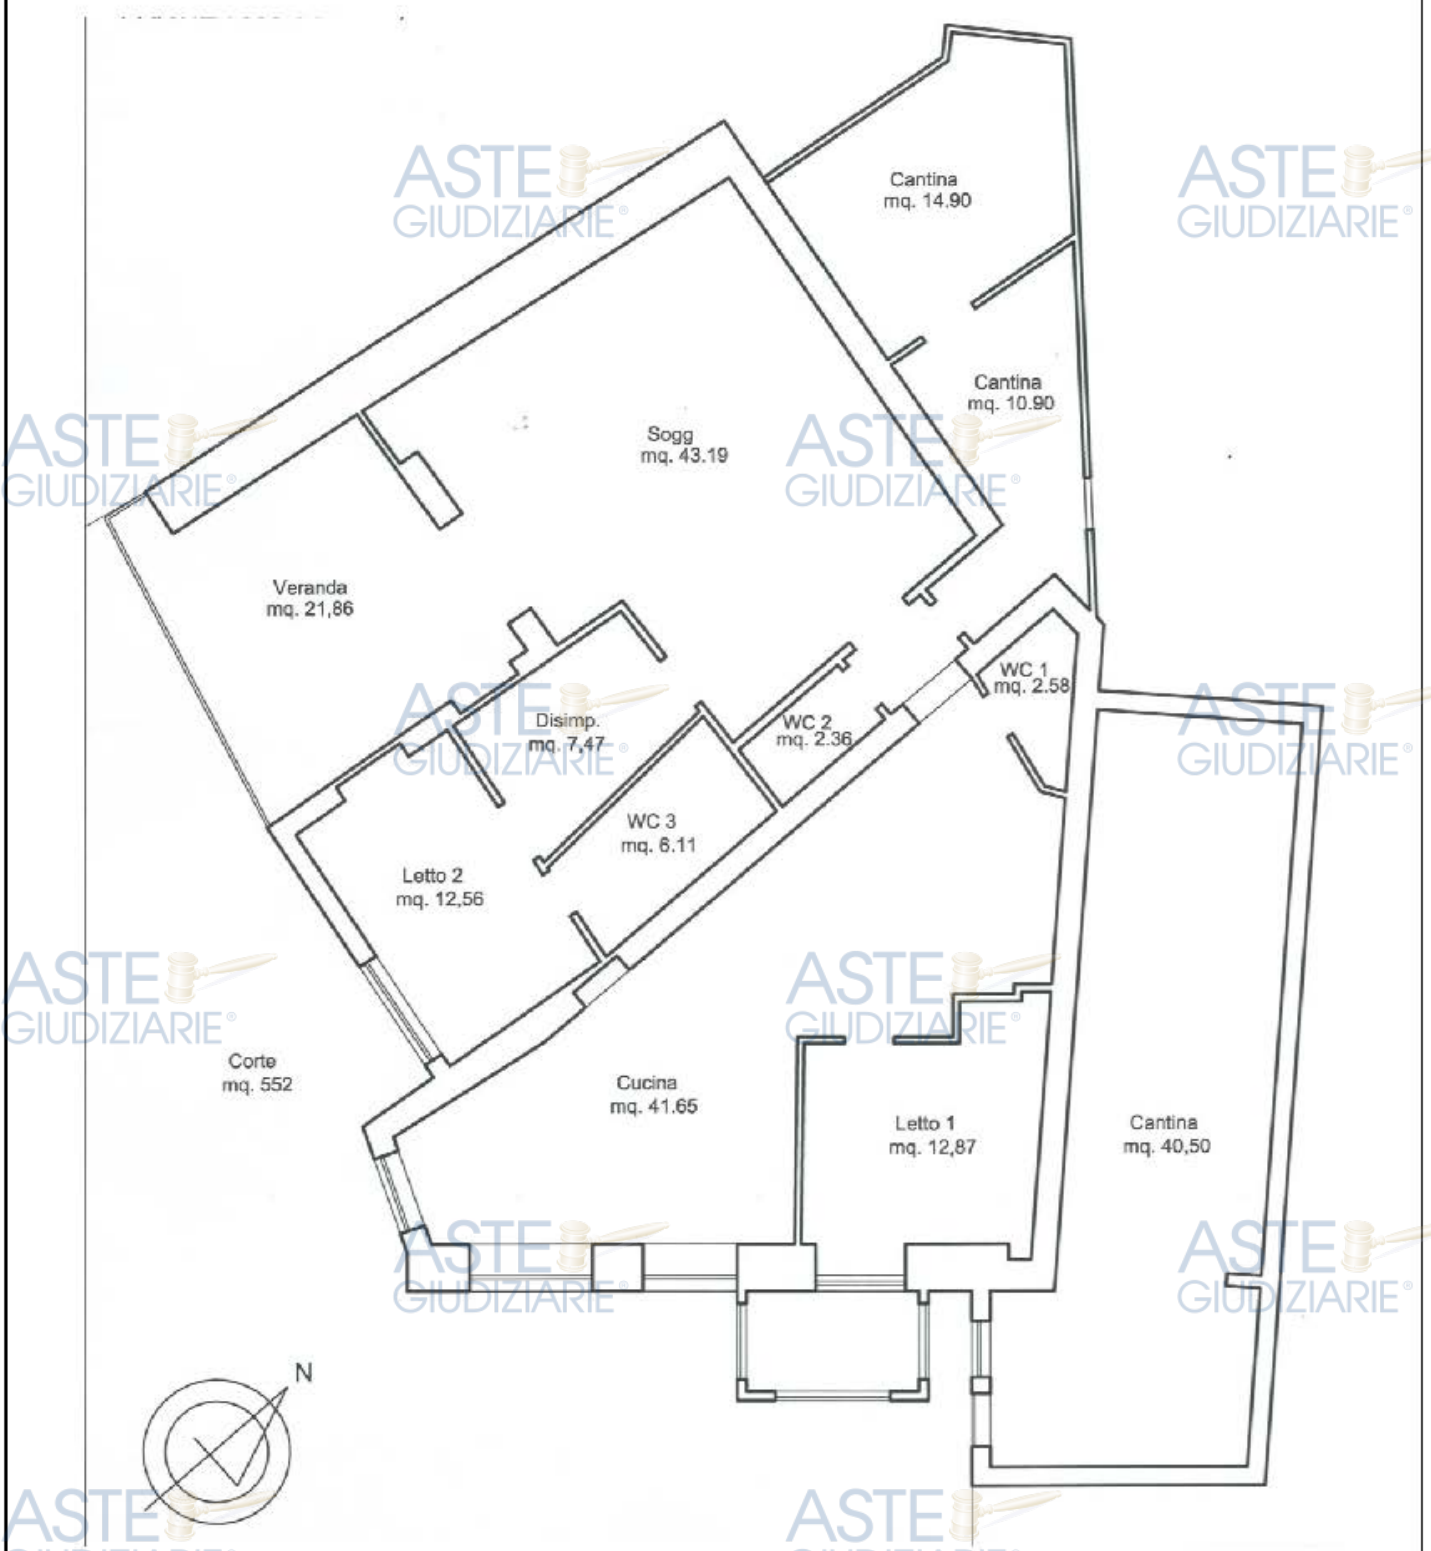 Cantina
mq. 14.90
Cantina
mq. 10.90
Sogg
mq. 43.19
Veranda
mq. 21,86
WC 1
mq. 2.58
Disimp.
mq. 7,47
WC 2
mq. 2.36
WC 3
mq. 6.11
Letto 2
mq. 12,56
Corte
mq. 552
Cucina
mq. 41.65
Letto 1
mq. 12,87
Cantina
mq. 40,50
N
ASTE
GIUDIZIARIE®
ASTE
GIUDIZIARIE®
ASTE
GIUDIZIARIE®
ASTE
GIUDIZIARIE®
ASTE
GIUDIZIARIE®
ASTE
GIUDIZIARIE®
ASTE
GIUDIZIARIE®
ASTE
GIUDIZIARIE®
ASTE
GIUDIZIARIE®
ASTE
GIUDIZIARIE®
ASTE
ASTE